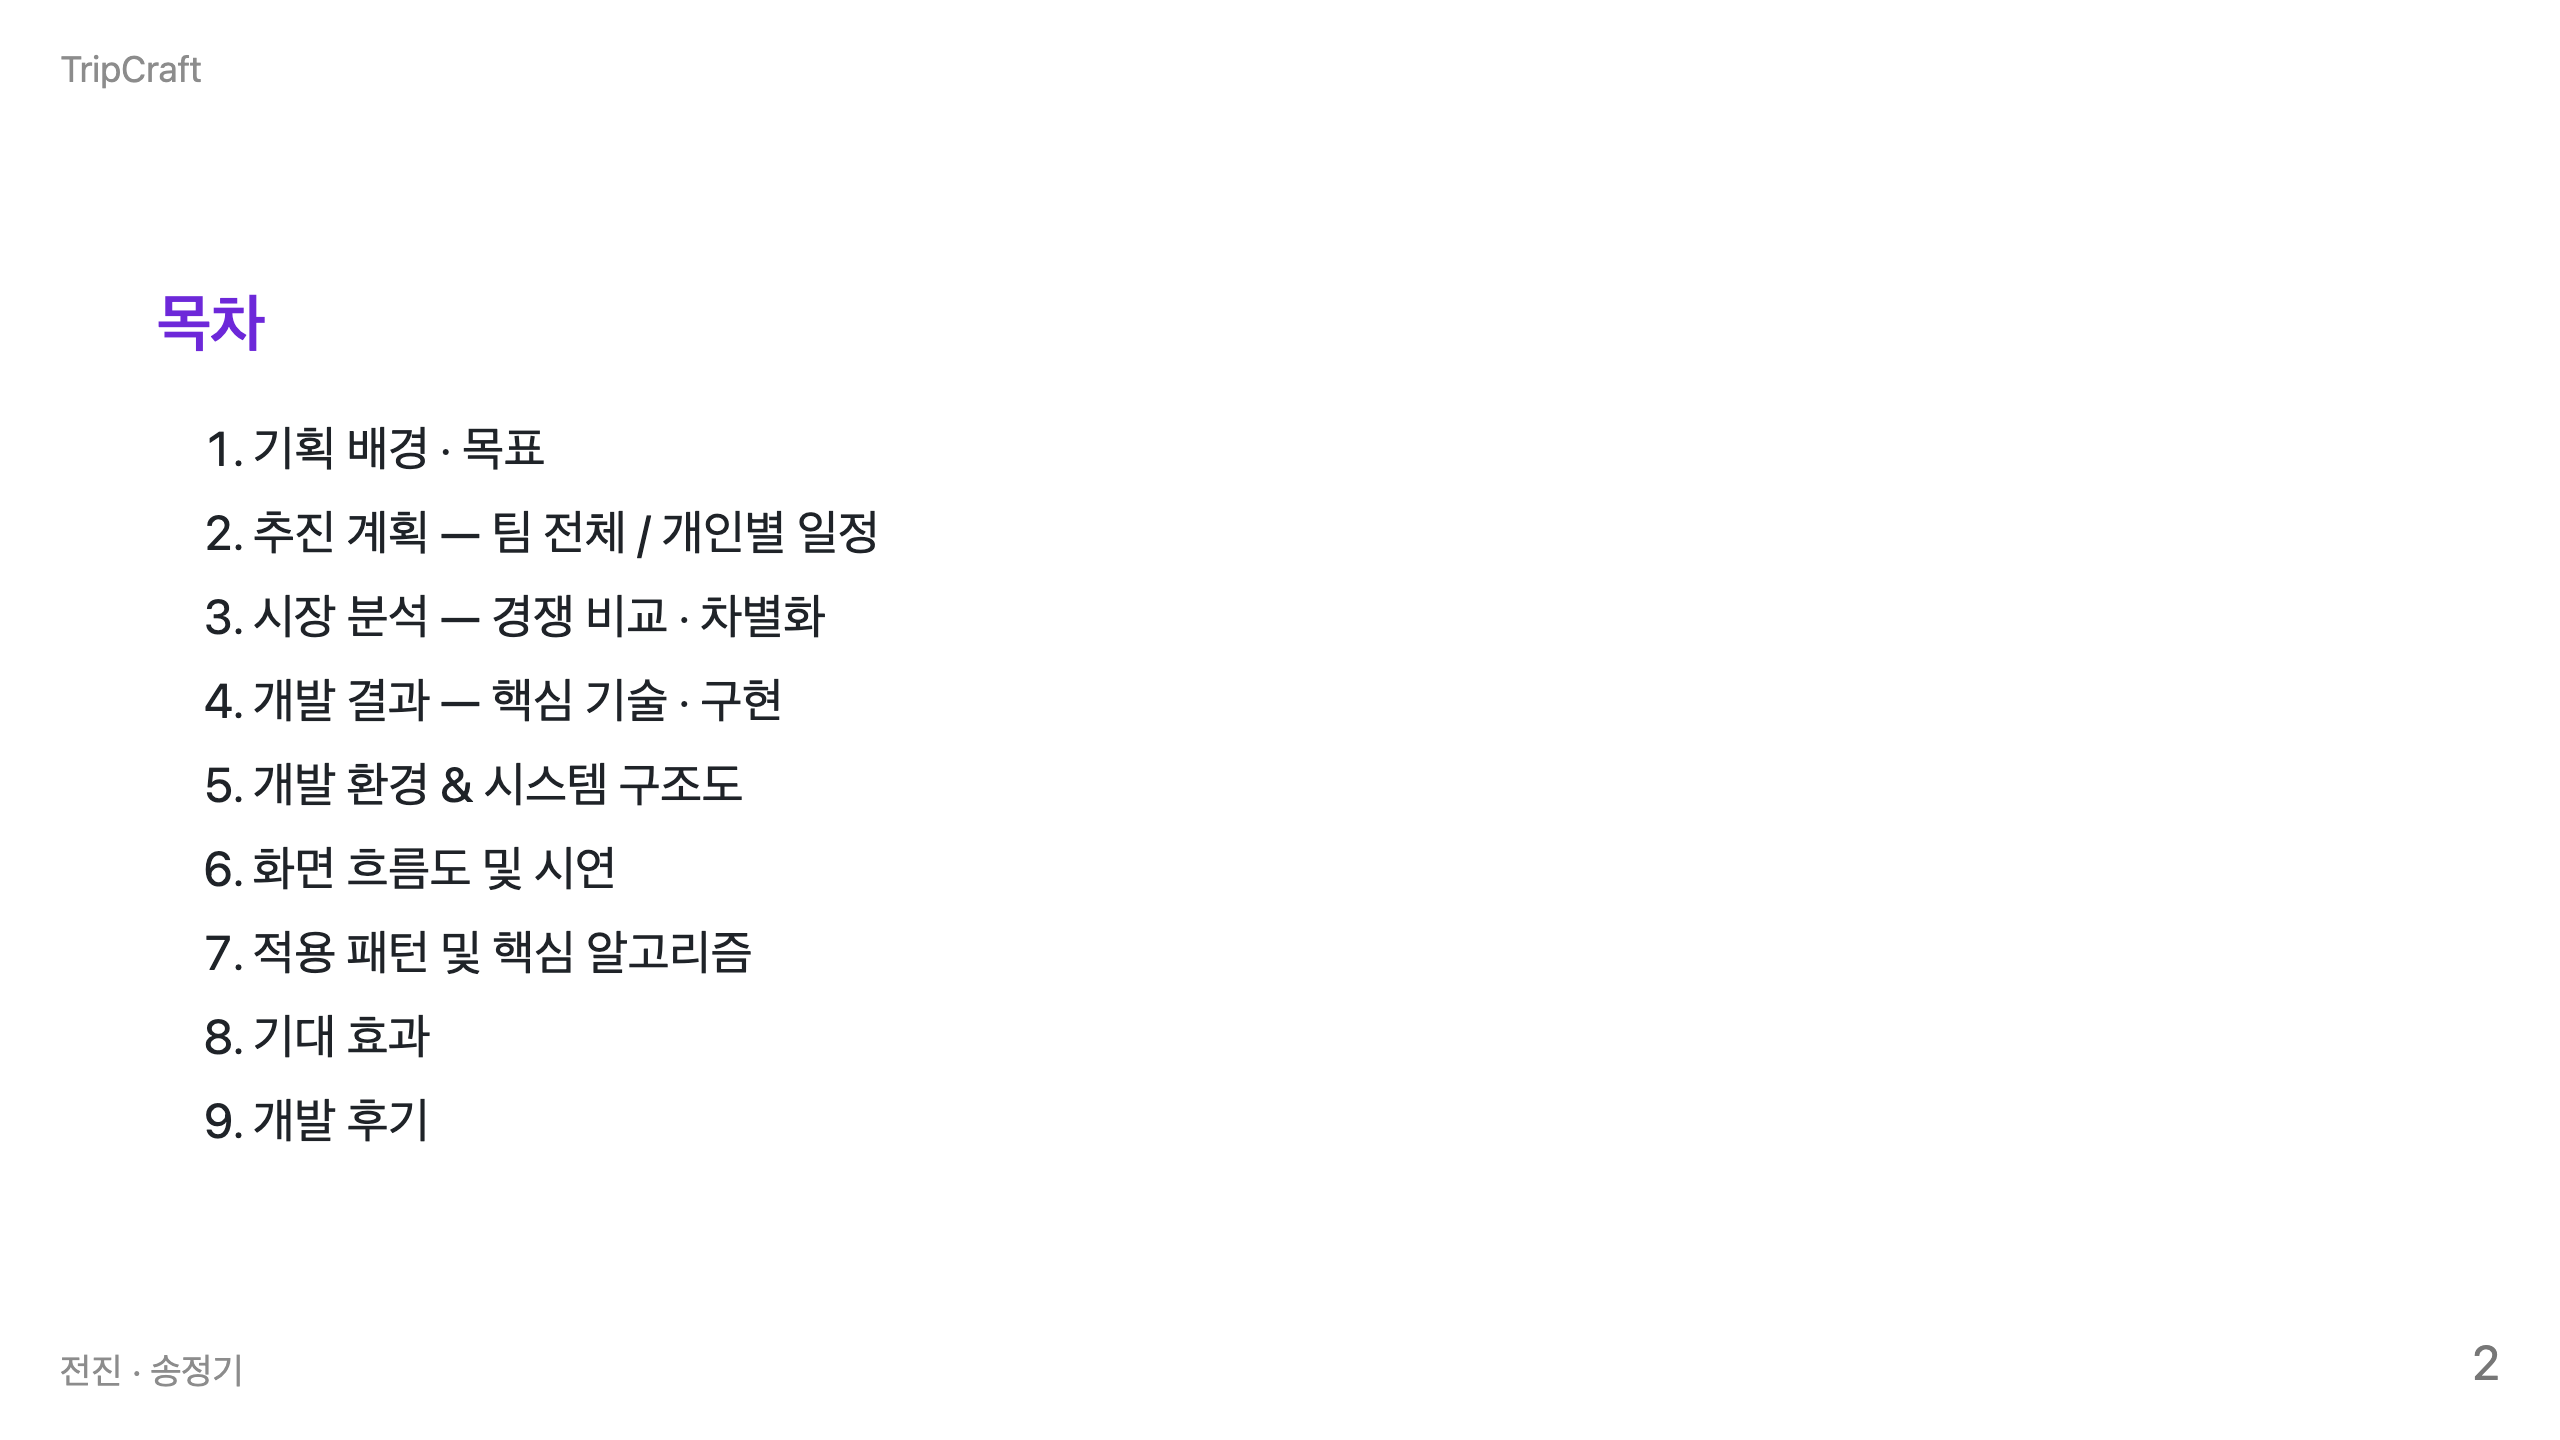 TripCraft
목차
1. 기획 배경 · 목표
2. 추진 계획 — 팀 전체 / 개인별 일정
3. 시장 분석 — 경쟁 비교 · 차별화
4. 개발 결과 — 핵심 기술 · 구현
5. 개발 환경 & 시스템 구조도
6. 화면 흐름도 및 시연
7. 적용 패턴 및 핵심 알고리즘
8. 기대 효과
9. 개발 후기
전진 · 송정기
2